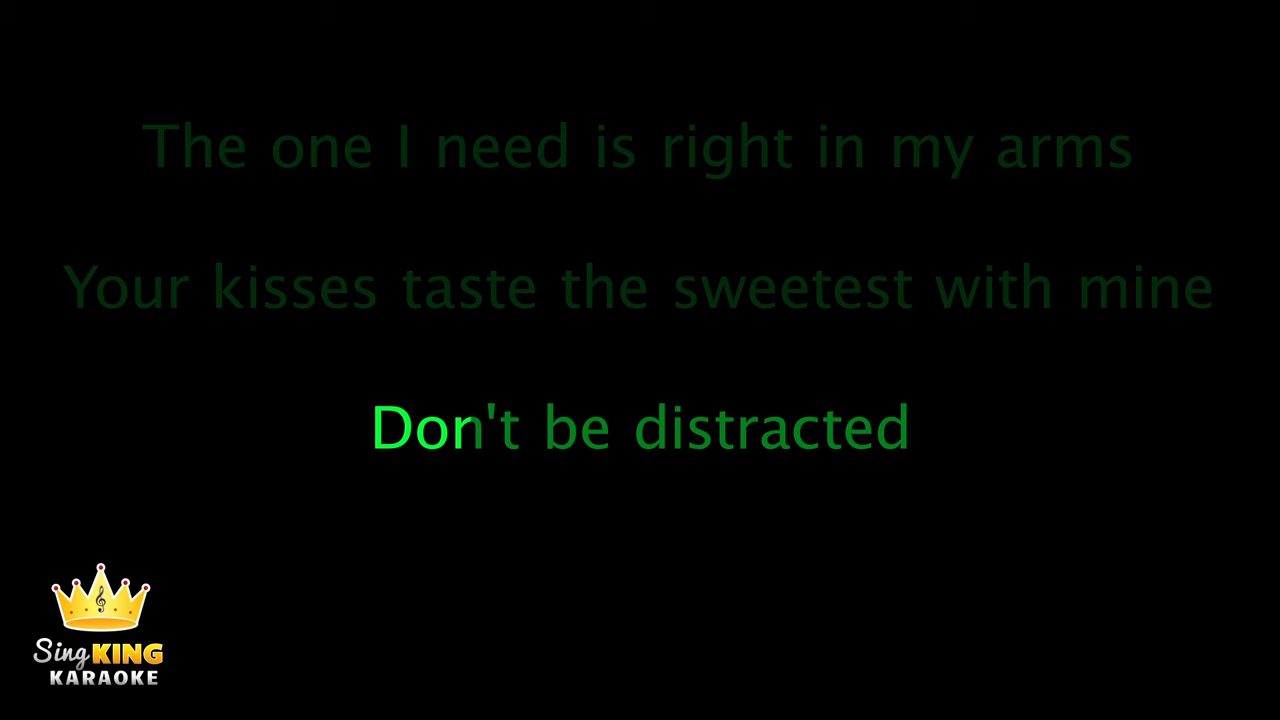 The one I need is right in my arms
Your kisses taste the sweetest with mine
Don't be distracted
Sing KING
KARAOKE